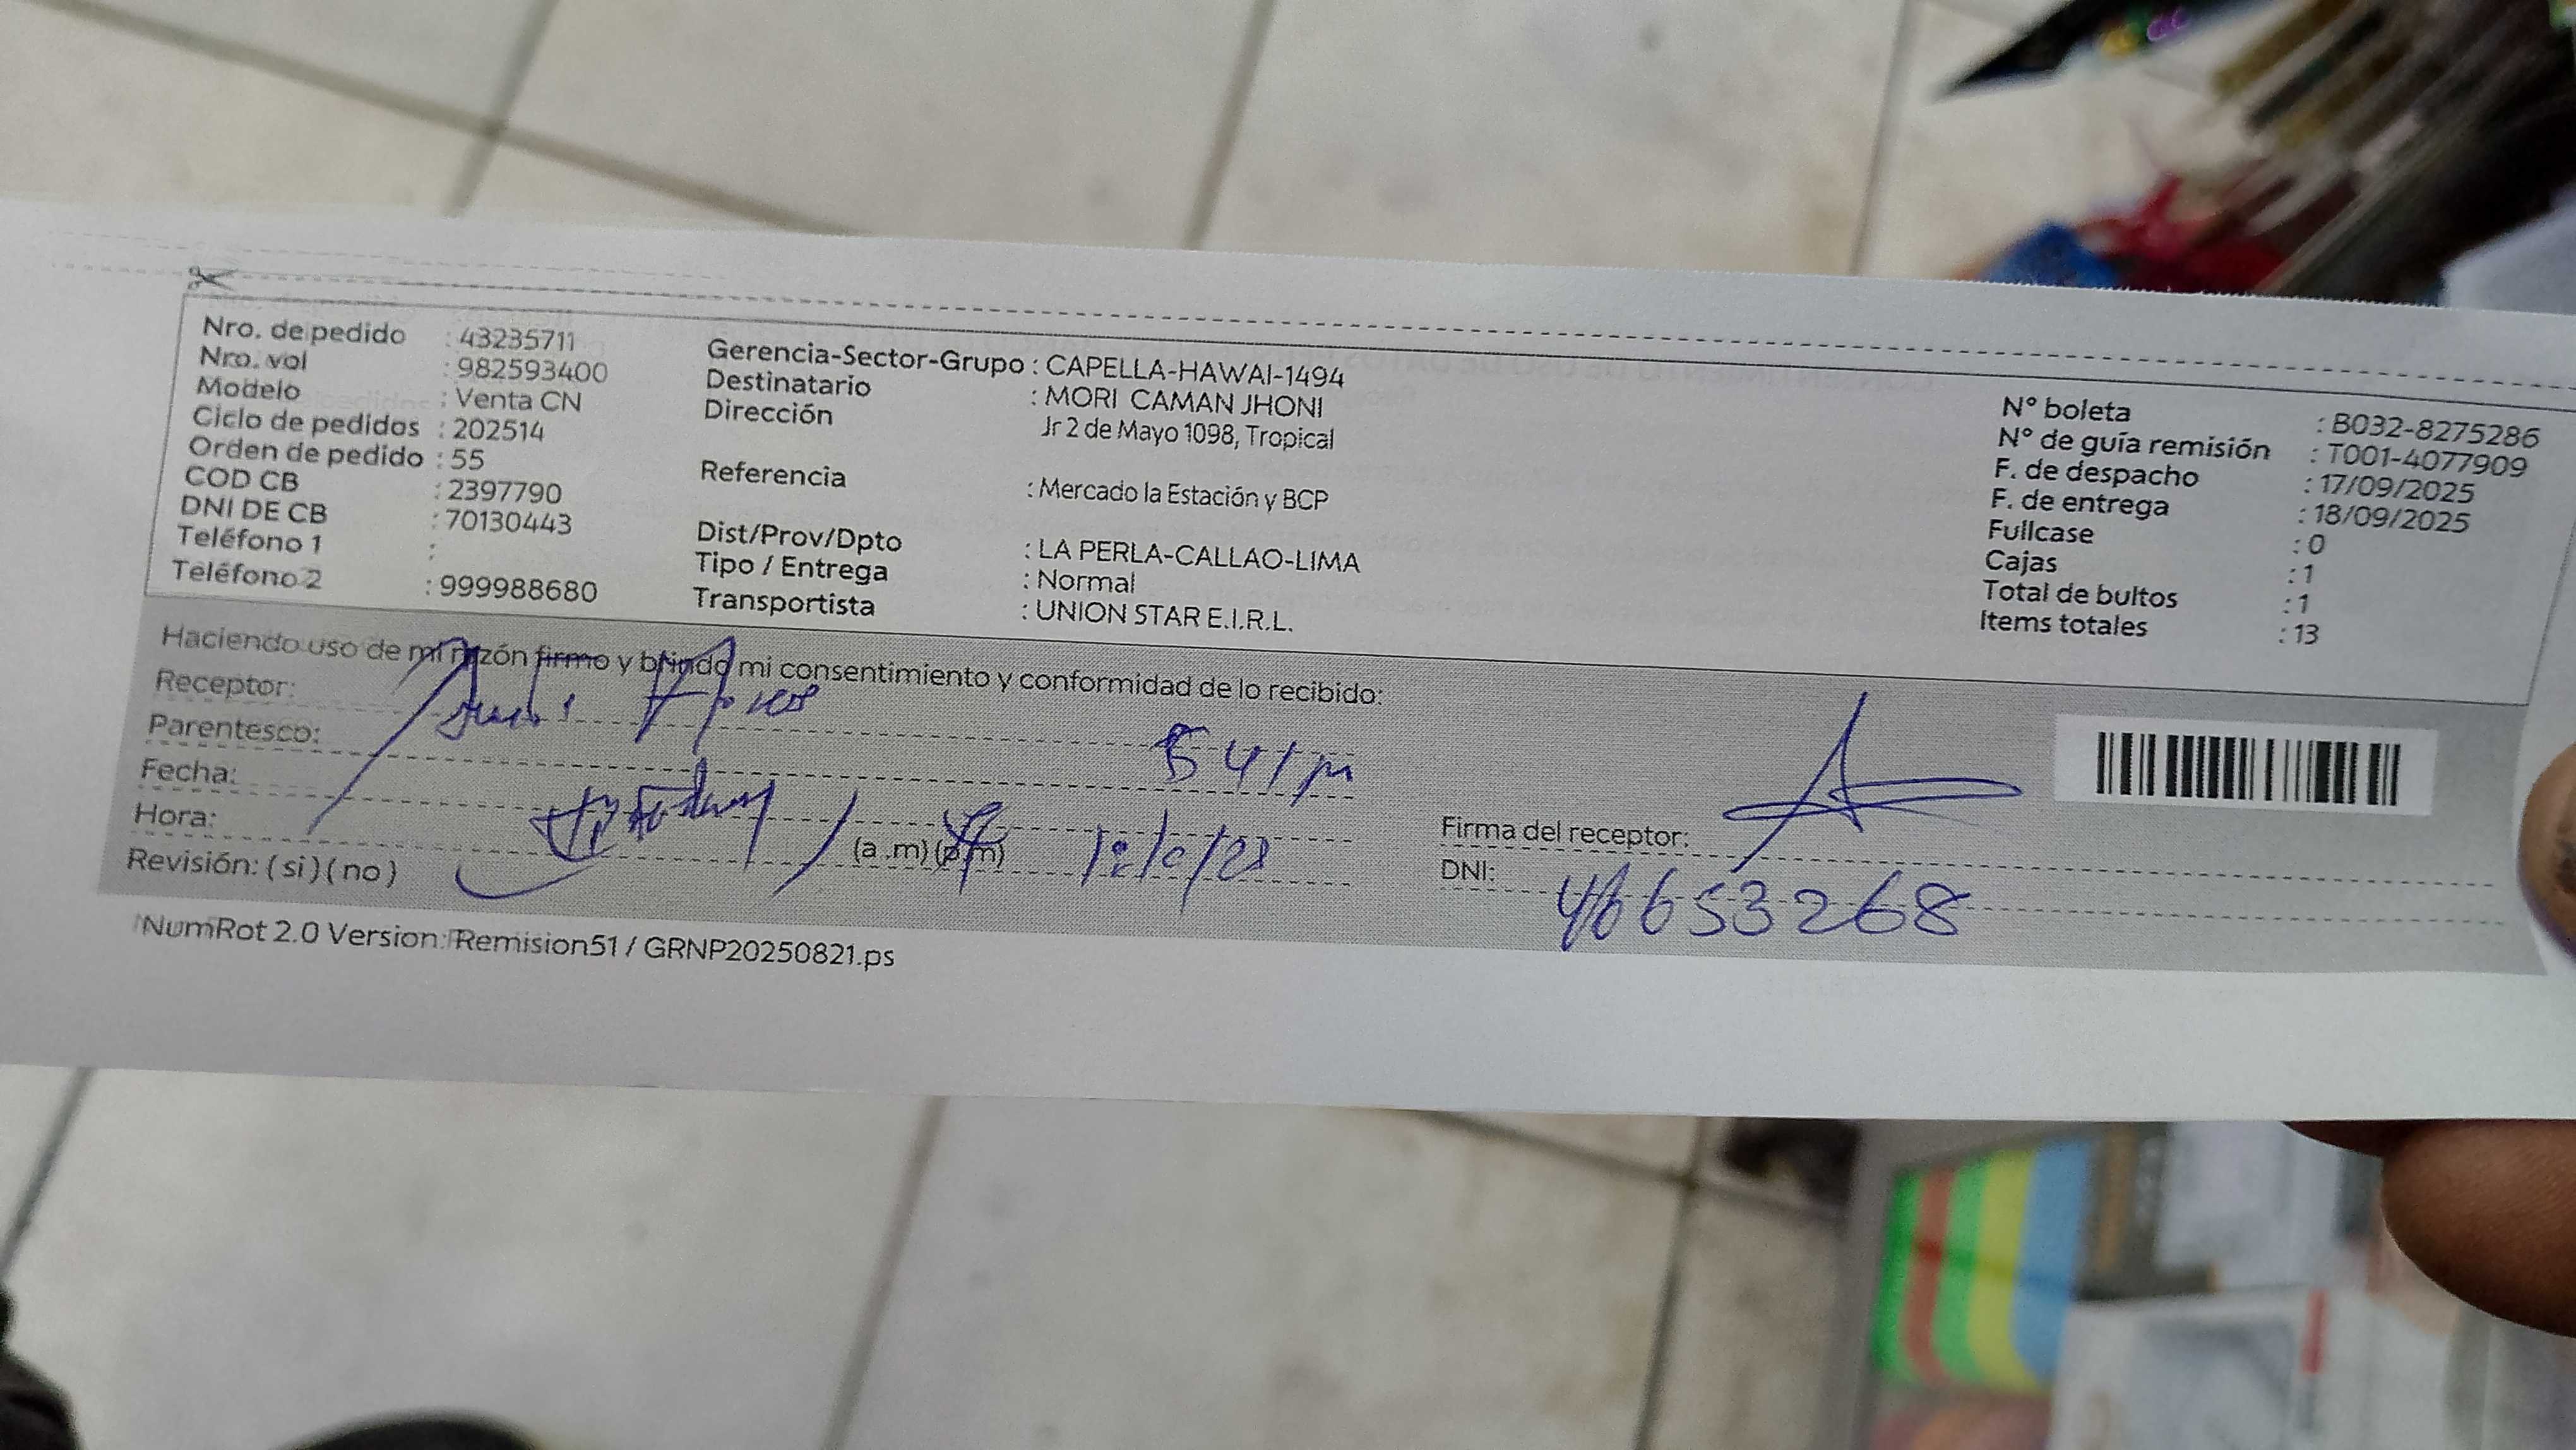 Nro. de pedido : 43235711
Nro. vol : 982593400
Modelo : Venta CN
Ciclo de pedidos : 202514
Orden de pedido : 55
COD CB : 2397790
DNI DE CB : 70130443
Teléfono 1 :
Teléfono 2 : 999988680
Gerencia-Sector-Grupo : CAPELLA-HAWAI-1494
Destinatario : MORI CAMAN JHONI
Dirección Jr 2 de Mayo 1098, Tropical
Referencia : Mercado la Estación y BCP
Dist/Prov/Dpto : LA PERLA-CALLAO-LIMA
Tipo / Entrega : Normal
Transportista : UNION STAR E.I.R.L.
N° boleta : B032-8275286
N° de guía remisión : T001-4077909
F. de despacho : 17/09/2025
F. de entrega : 18/09/2025
Fullcase : 0
Cajas : 1
Total de bultos : 1
Items totales : 13
Haciendo uso de mi razón firmo y brindo mi consentimiento y conformidad de lo recibido:
Receptor:
Parentesco:
Fecha:
Hora: (a .m) (p.m)
Revisión: ( si ) ( no )
Firma del receptor:
DNI: 46653268
NumRot 2.0 Version: Remision51 / GRNP20250821.ps